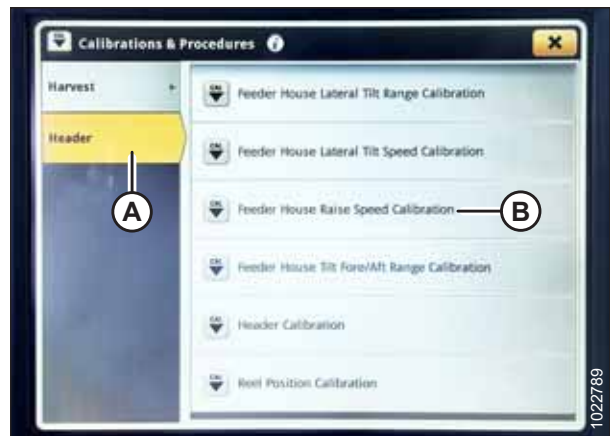 Calibrations & Procedures
Harvest
Header
Feeder House Lateral Tilt Range Calibration
Feeder House Lateral Tilt Speed Calibration
Feeder House Raise Speed Calibration
Feeder House Tilt Fore/Aft Range Calibration
Header Calibration
Reel Position Calibration
A
B
1022789